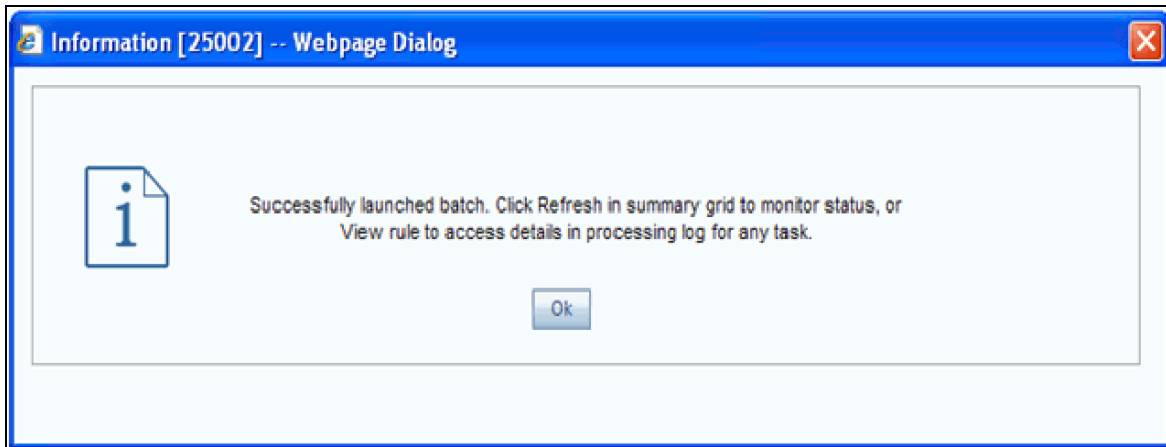 Information [25002] -- Webpage Dialog
Successfully launched batch. Click Refresh in summary grid to monitor status, or
View rule to access details in processing log for any task.
Ok